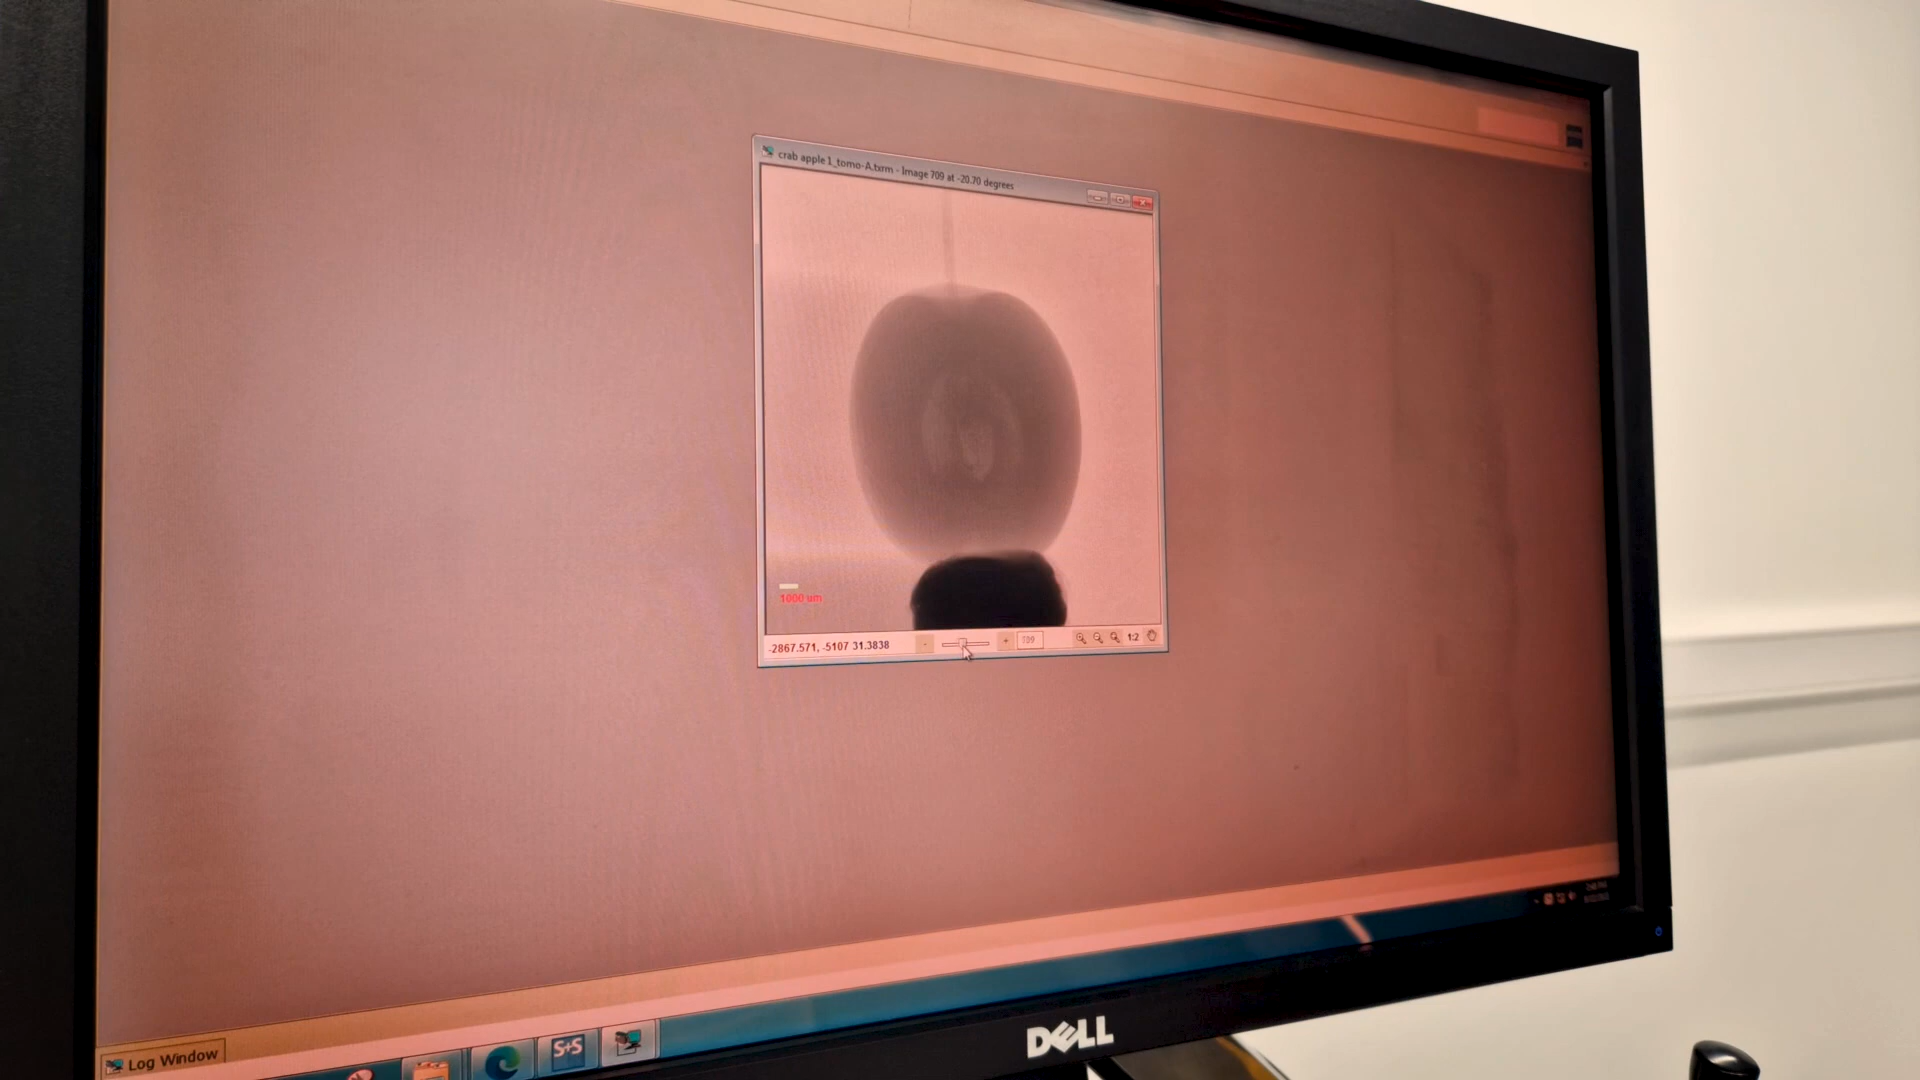 crab apple 1_tomo-A.txrm - Image 709 at -20.70 degrees
1000 um
-2867.571, -5107 31.3838
- + 709 1:2
Log Window
S+S
DELL